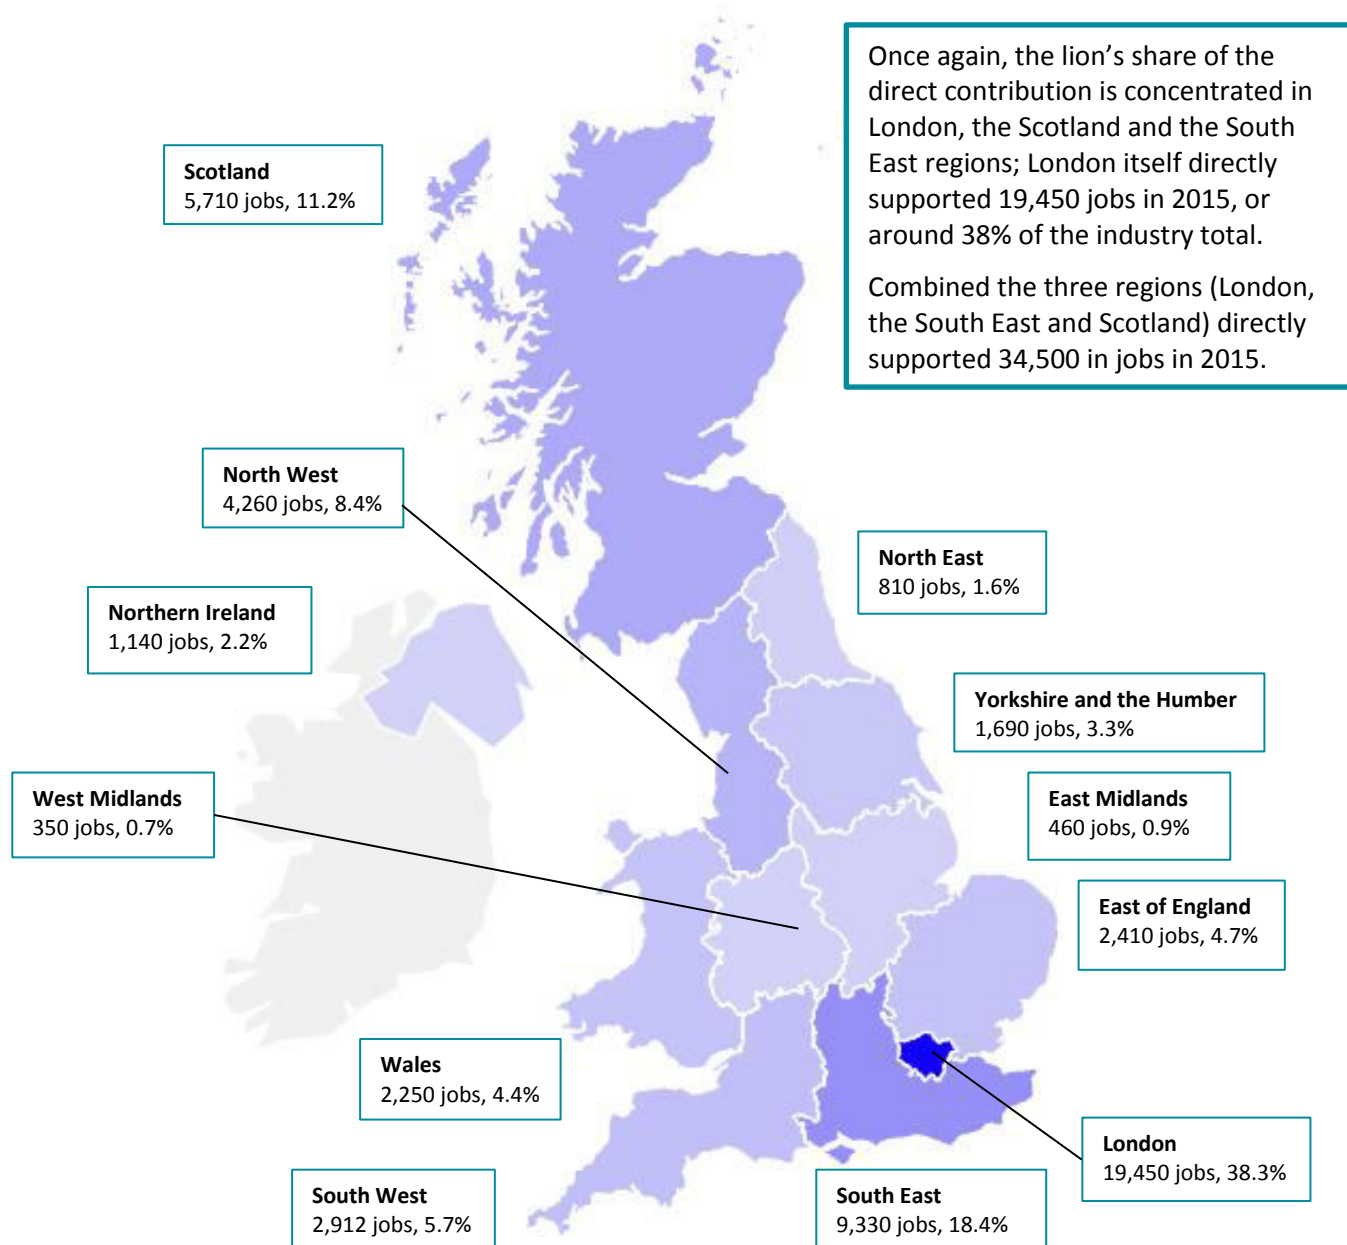 Once again, the lion’s share of the
direct contribution is concentrated in
London, the Scotland and the South
East regions; London itself directly
supported 19,450 jobs in 2015, or
around 38% of the industry total.
Combined the three regions (London,
the South East and Scotland) directly
supported 34,500 in jobs in 2015.
Scotland
5,710 jobs, 11.2%
North West
4,260 jobs, 8.4%
North East
810 jobs, 1.6%
Northern Ireland
1,140 jobs, 2.2%
Yorkshire and the Humber
1,690 jobs, 3.3%
West Midlands
350 jobs, 0.7%
East Midlands
460 jobs, 0.9%
East of England
2,410 jobs, 4.7%
Wales
2,250 jobs, 4.4%
London
19,450 jobs, 38.3%
South West
2,912 jobs, 5.7%
South East
9,330 jobs, 18.4%